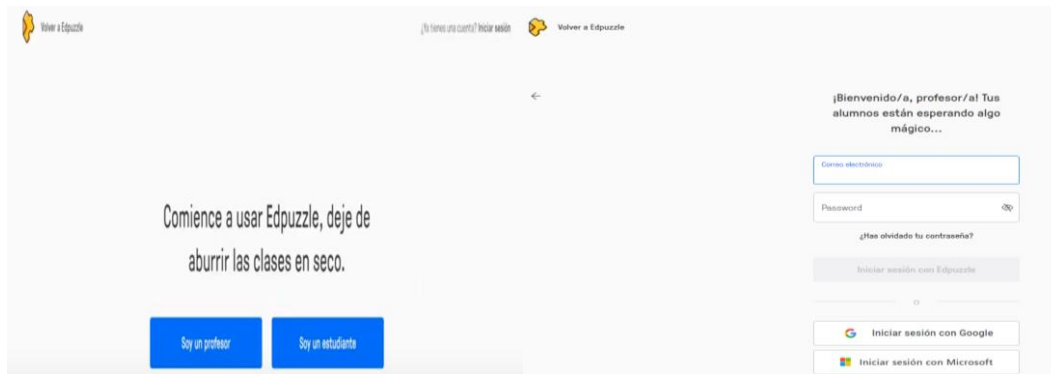 Volver a Edpuzzle
¿Ya tienes una cuenta? Iniciar sesión
Comience a usar Edpuzzle, deje de
aburrir las clases en seco.
Soy un profesor
Soy un estudiante
Volver a Edpuzzle
¡Bienvenido/a, profesor/a! Tus
alumnos están esperando algo
mágico...
Correo electrónico
Password
¿Has olvidado tu contraseña?
Iniciar sesión con Edpuzzle
o
Iniciar sesión con Google
Iniciar sesión con Microsoft